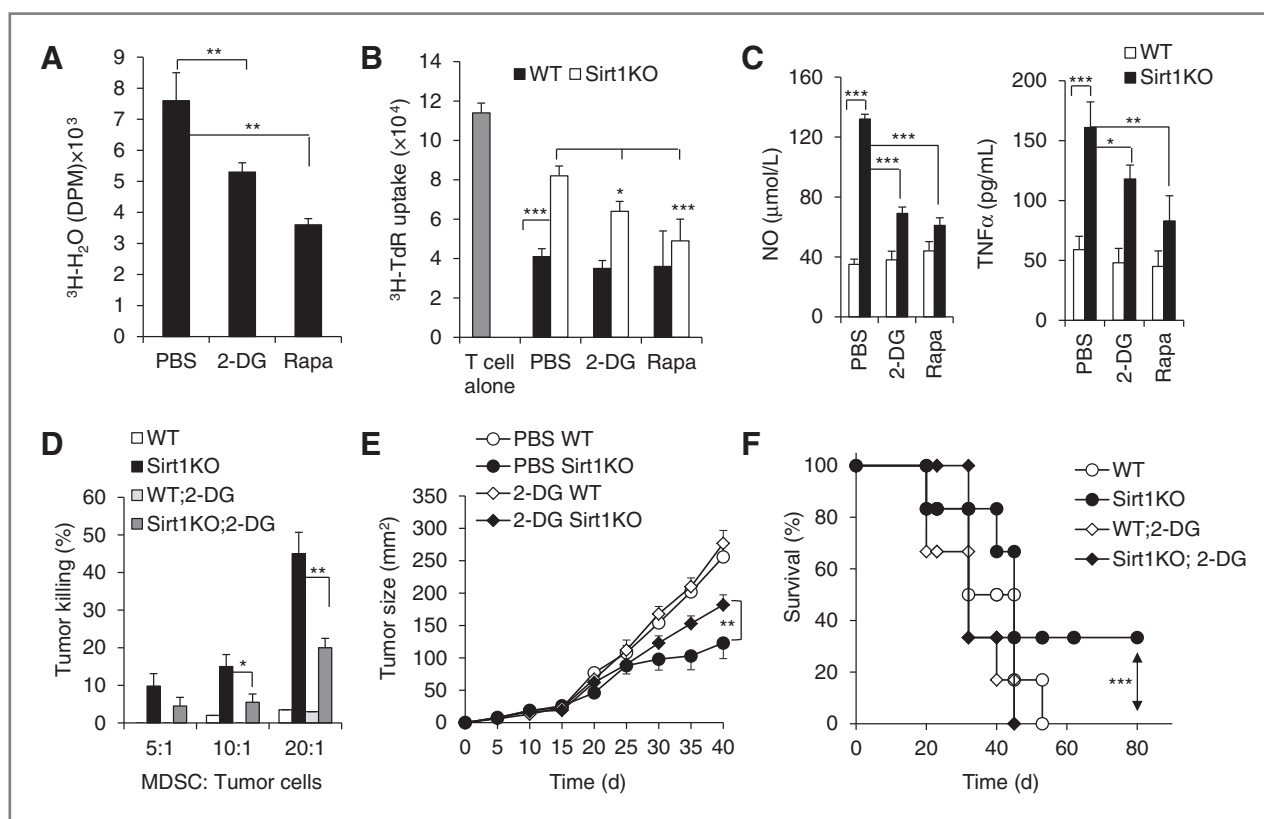 A
³H-H₂O (DPM)×10³
9
8
7
6
5
4
3
2
1
0
**
**
PBS 2-DG Rapa
B
WT Sirt1KO
³H-TdR uptake (×10⁴)
14
12
10
8
6
4
2
0
***
*
***
T cell alone
PBS 2-DG Rapa
C
WT
Sirt1KO
NO (μmol/L)
160
120
80
40
0
***
***
***
PBS
2-DG
Rapa
TNFα (pg/mL)
200
150
100
50
0
***
**
*
PBS
2-DG
Rapa
D
WT
Sirt1KO
WT;2-DG
Sirt1KO;2-DG
Tumor killing (%)
60
50
40
30
20
10
0
*
**
5:1 10:1 20:1
MDSC: Tumor cells
E
PBS WT
PBS Sirt1KO
2-DG WT
2-DG Sirt1KO
Tumor size (mm²)
350
300
250
200
150
100
50
0
**
0 5 10 15 20 25 30 35 40
Time (d)
F
WT
Sirt1KO
WT;2-DG
Sirt1KO; 2-DG
Survival (%)
100
80
60
40
20
0
***
0 20 40 60 80
Time (d)